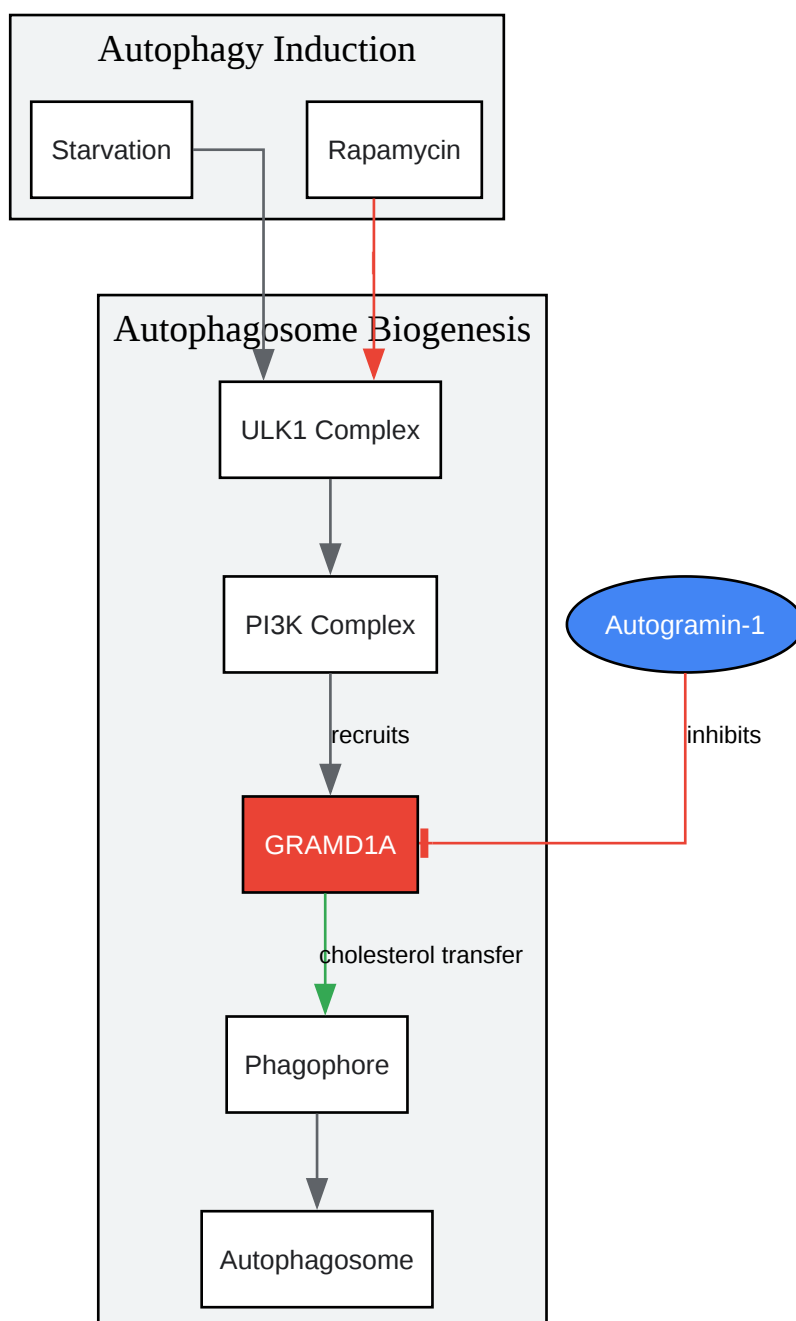 Autophagy Induction
Starvation
Rapamycin
Autophagosome Biogenesis
ULK1 Complex
PI3K Complex
Autogramin-1
recruits
inhibits
GRAMD1A
cholesterol transfer
Phagophore
Autophagosome